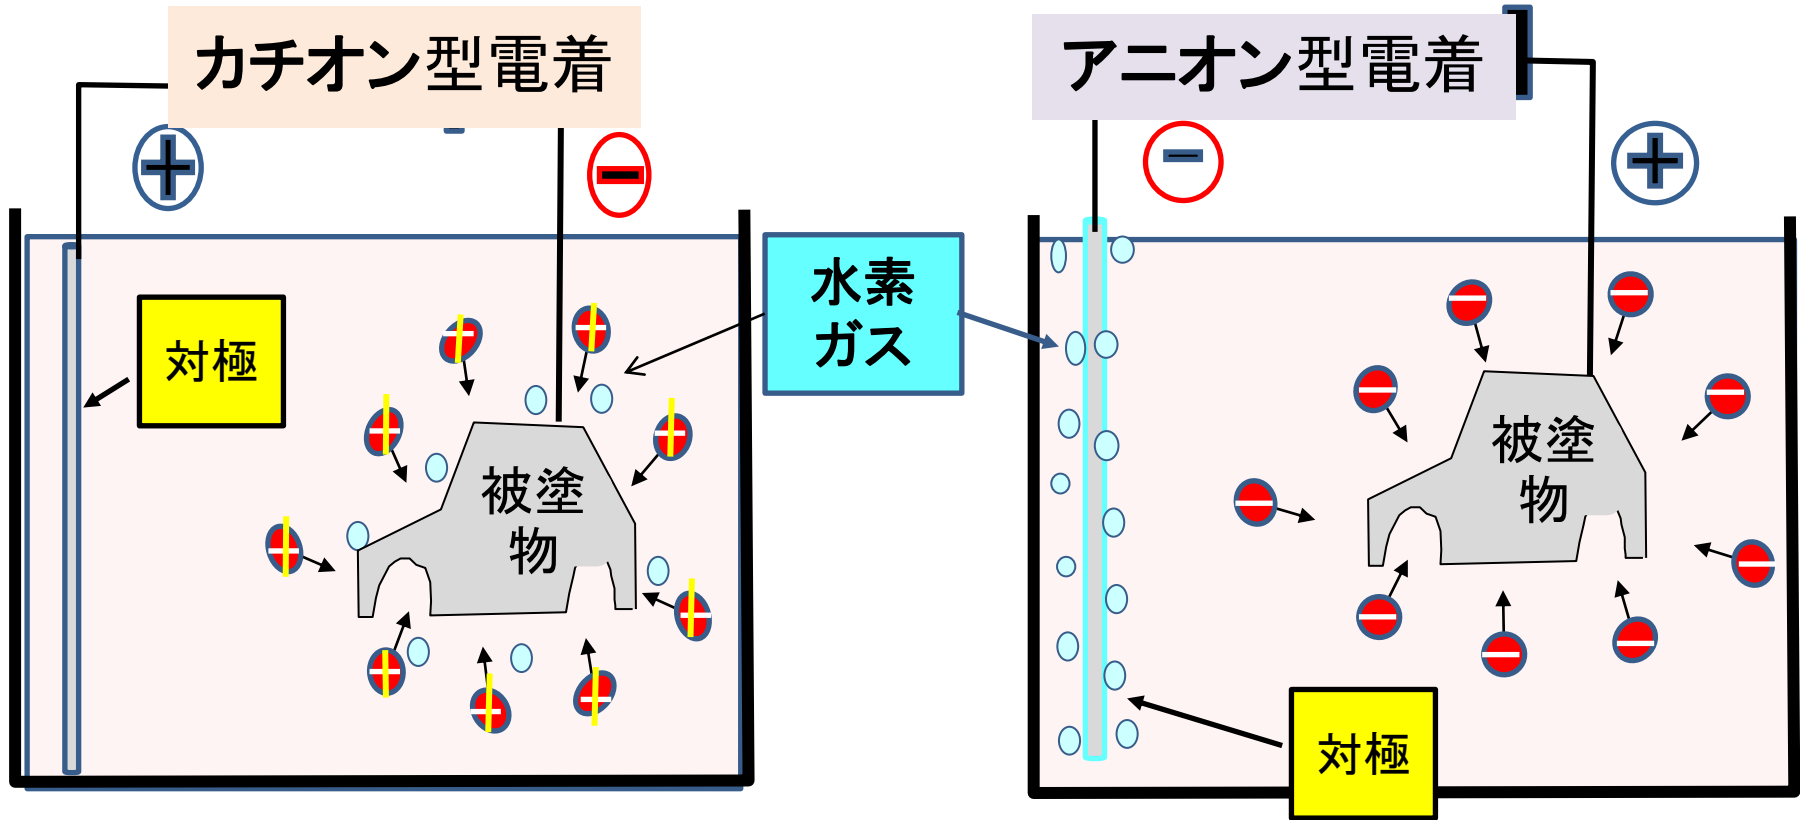 カチオン型電着
アニオン型電着
水素
ガス
対極
被塗
物
被塗
物
対極